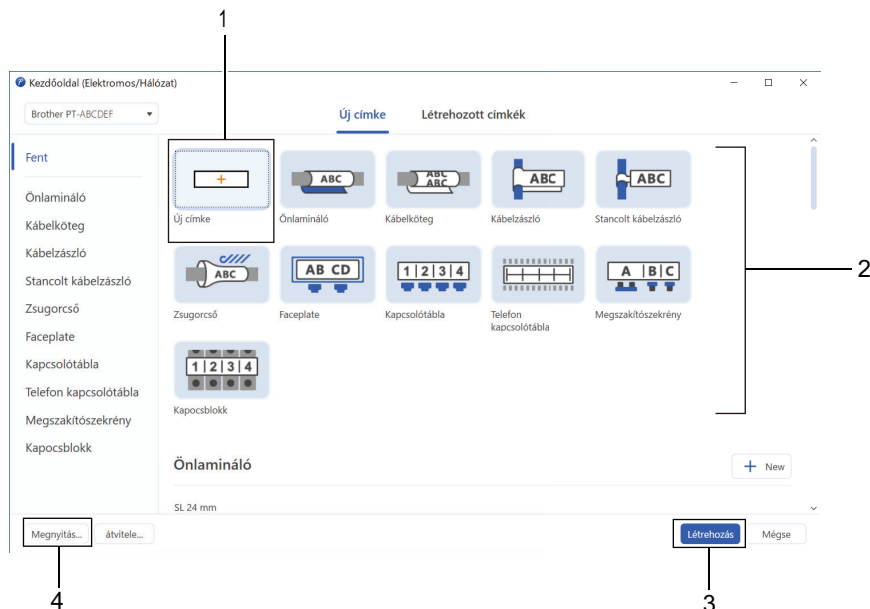 1
Kezdőoldal (Elektromos/Hálózat)
Brother PT-ABCDEF
Új címke
Létrehozott címkék
Fent
Önlamináló
Kábelköteg
Kábelzászló
Stancolt kábelzászló
Zsugorcső
Faceplate
Kapcsolótábla
Telefon kapcsolótábla
Megszakítószekrény
Kapocsblokk
ABC
ABC
ABC
ABC
ABC
Új címke
Önlamináló
Kábelköteg
Kábelzászló
Stancolt kábelzászló
ABC
AB CD
1|2|3|4
A |B|C
2
Zsugorcső
Faceplate
Kapcsolótábla
Telefon
kapcsolótábla
Megszakítószekrény
1|2|3|4
Kapocsblokk
Önlamináló
+ New
SL 24 mm
Megnyitás...
átvitele...
Létrehozás
Mégse
4
3